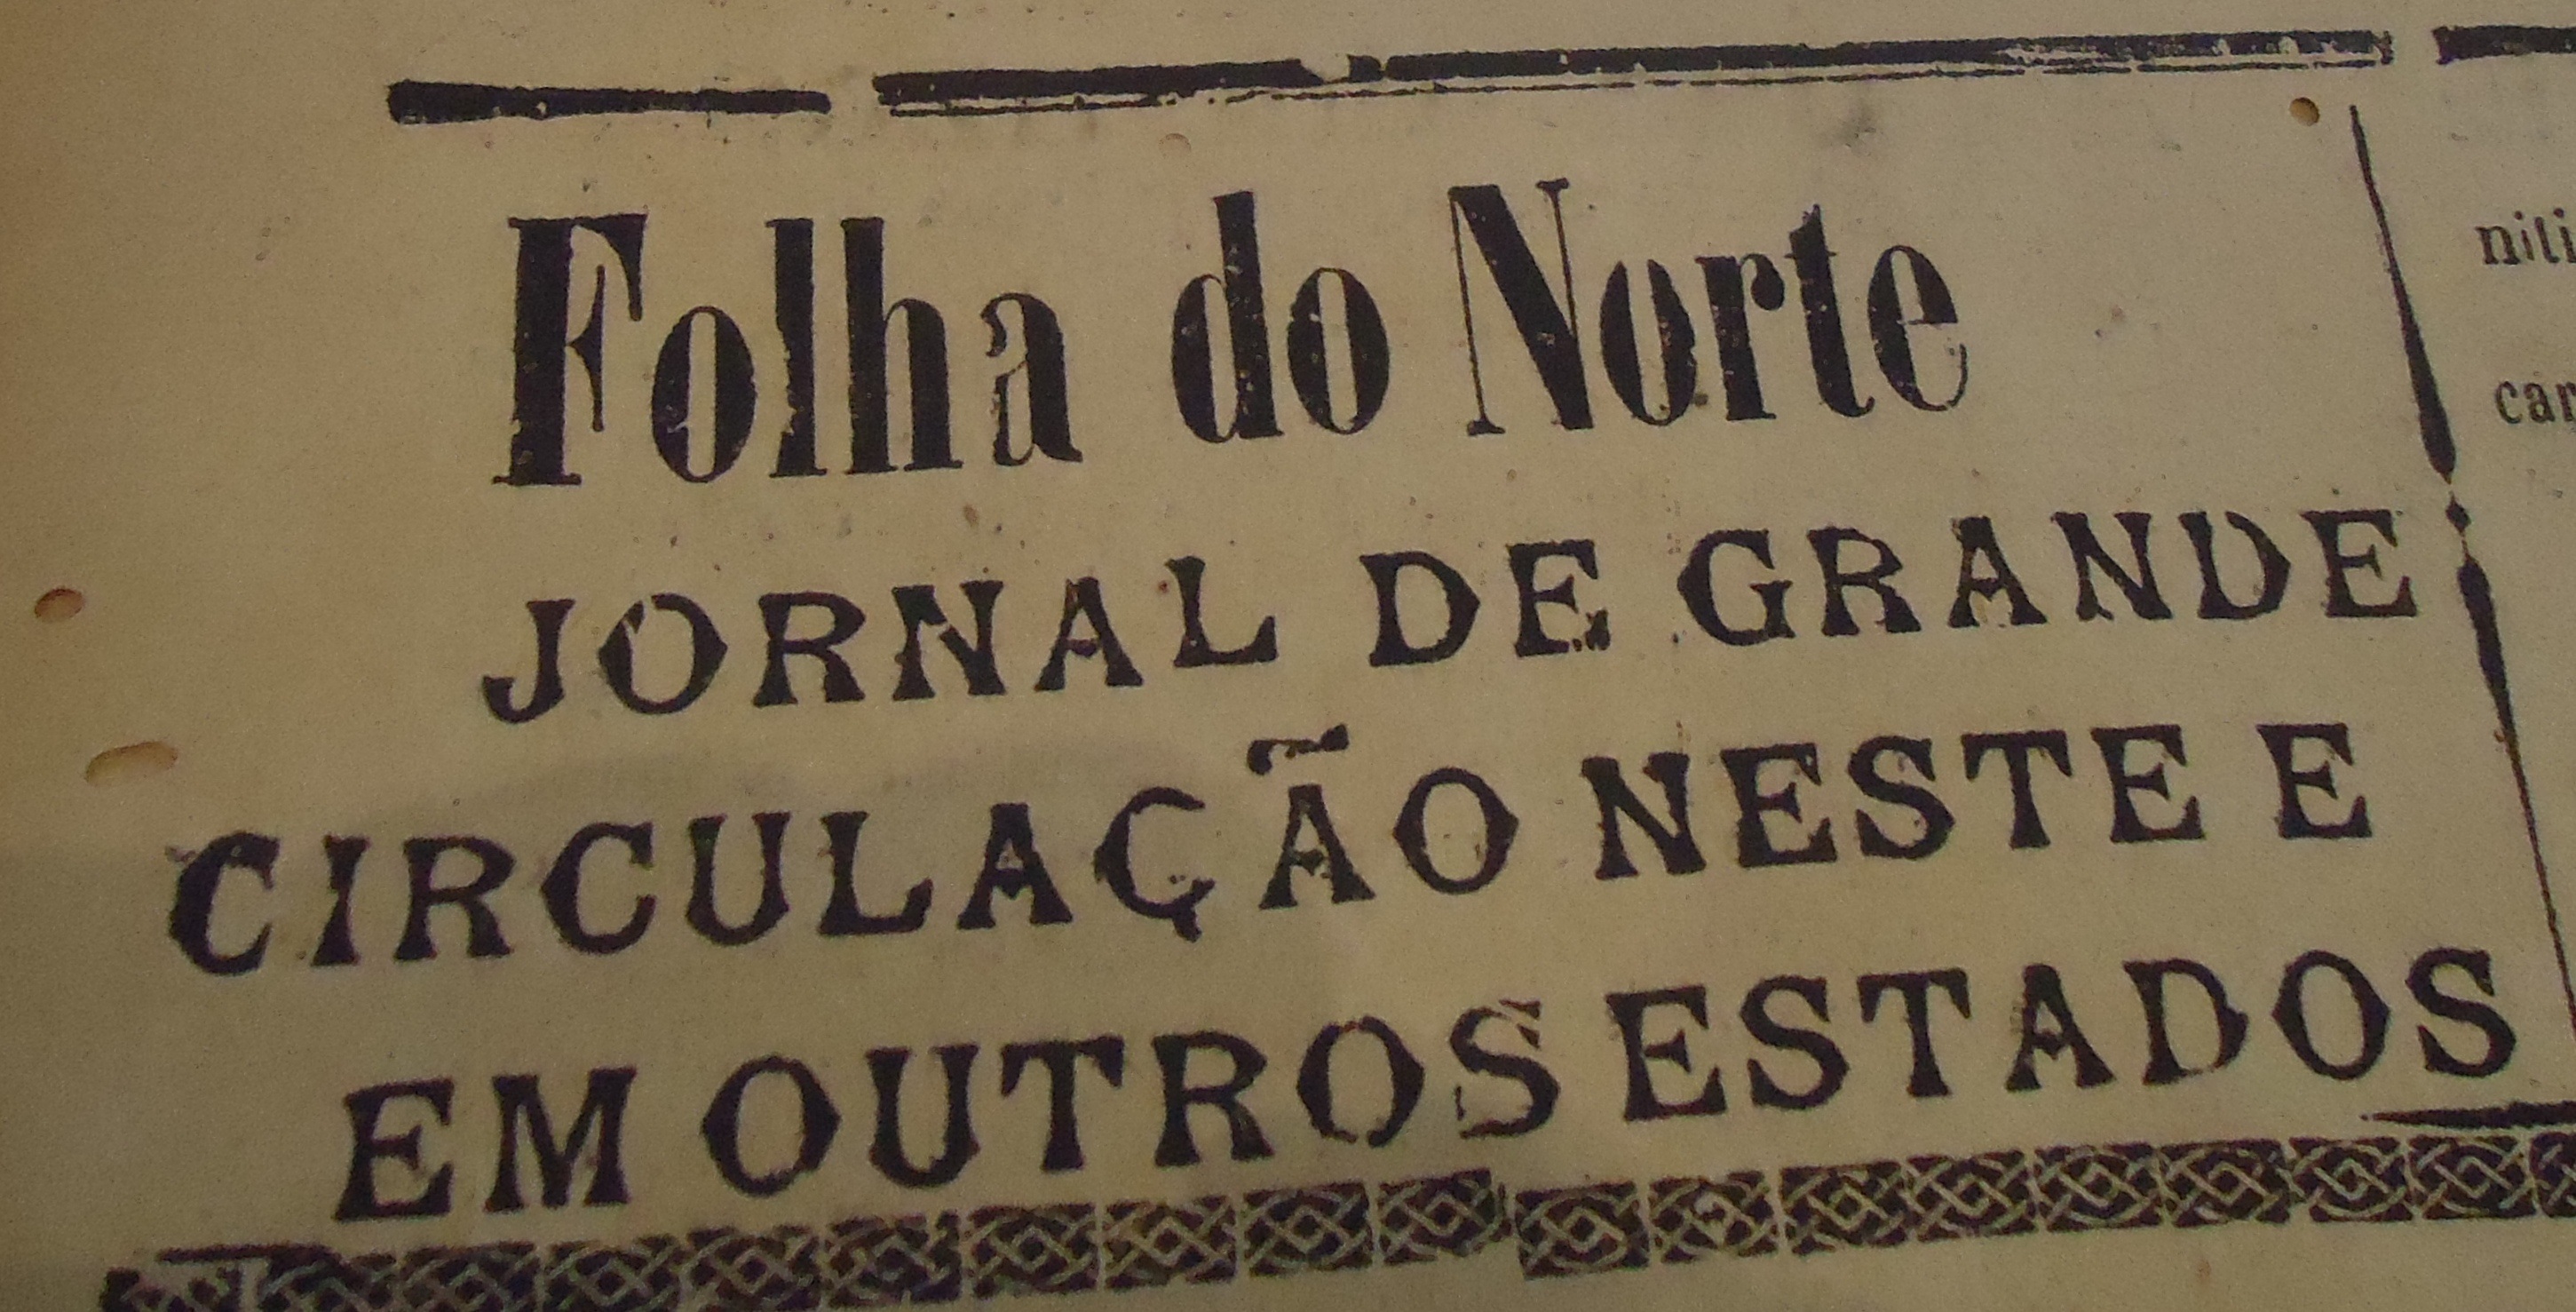 Folha do Norte
JORNAL DE GRANDE
CIRCULAÇÃO NESTE E
EM OUTROS ESTADOS